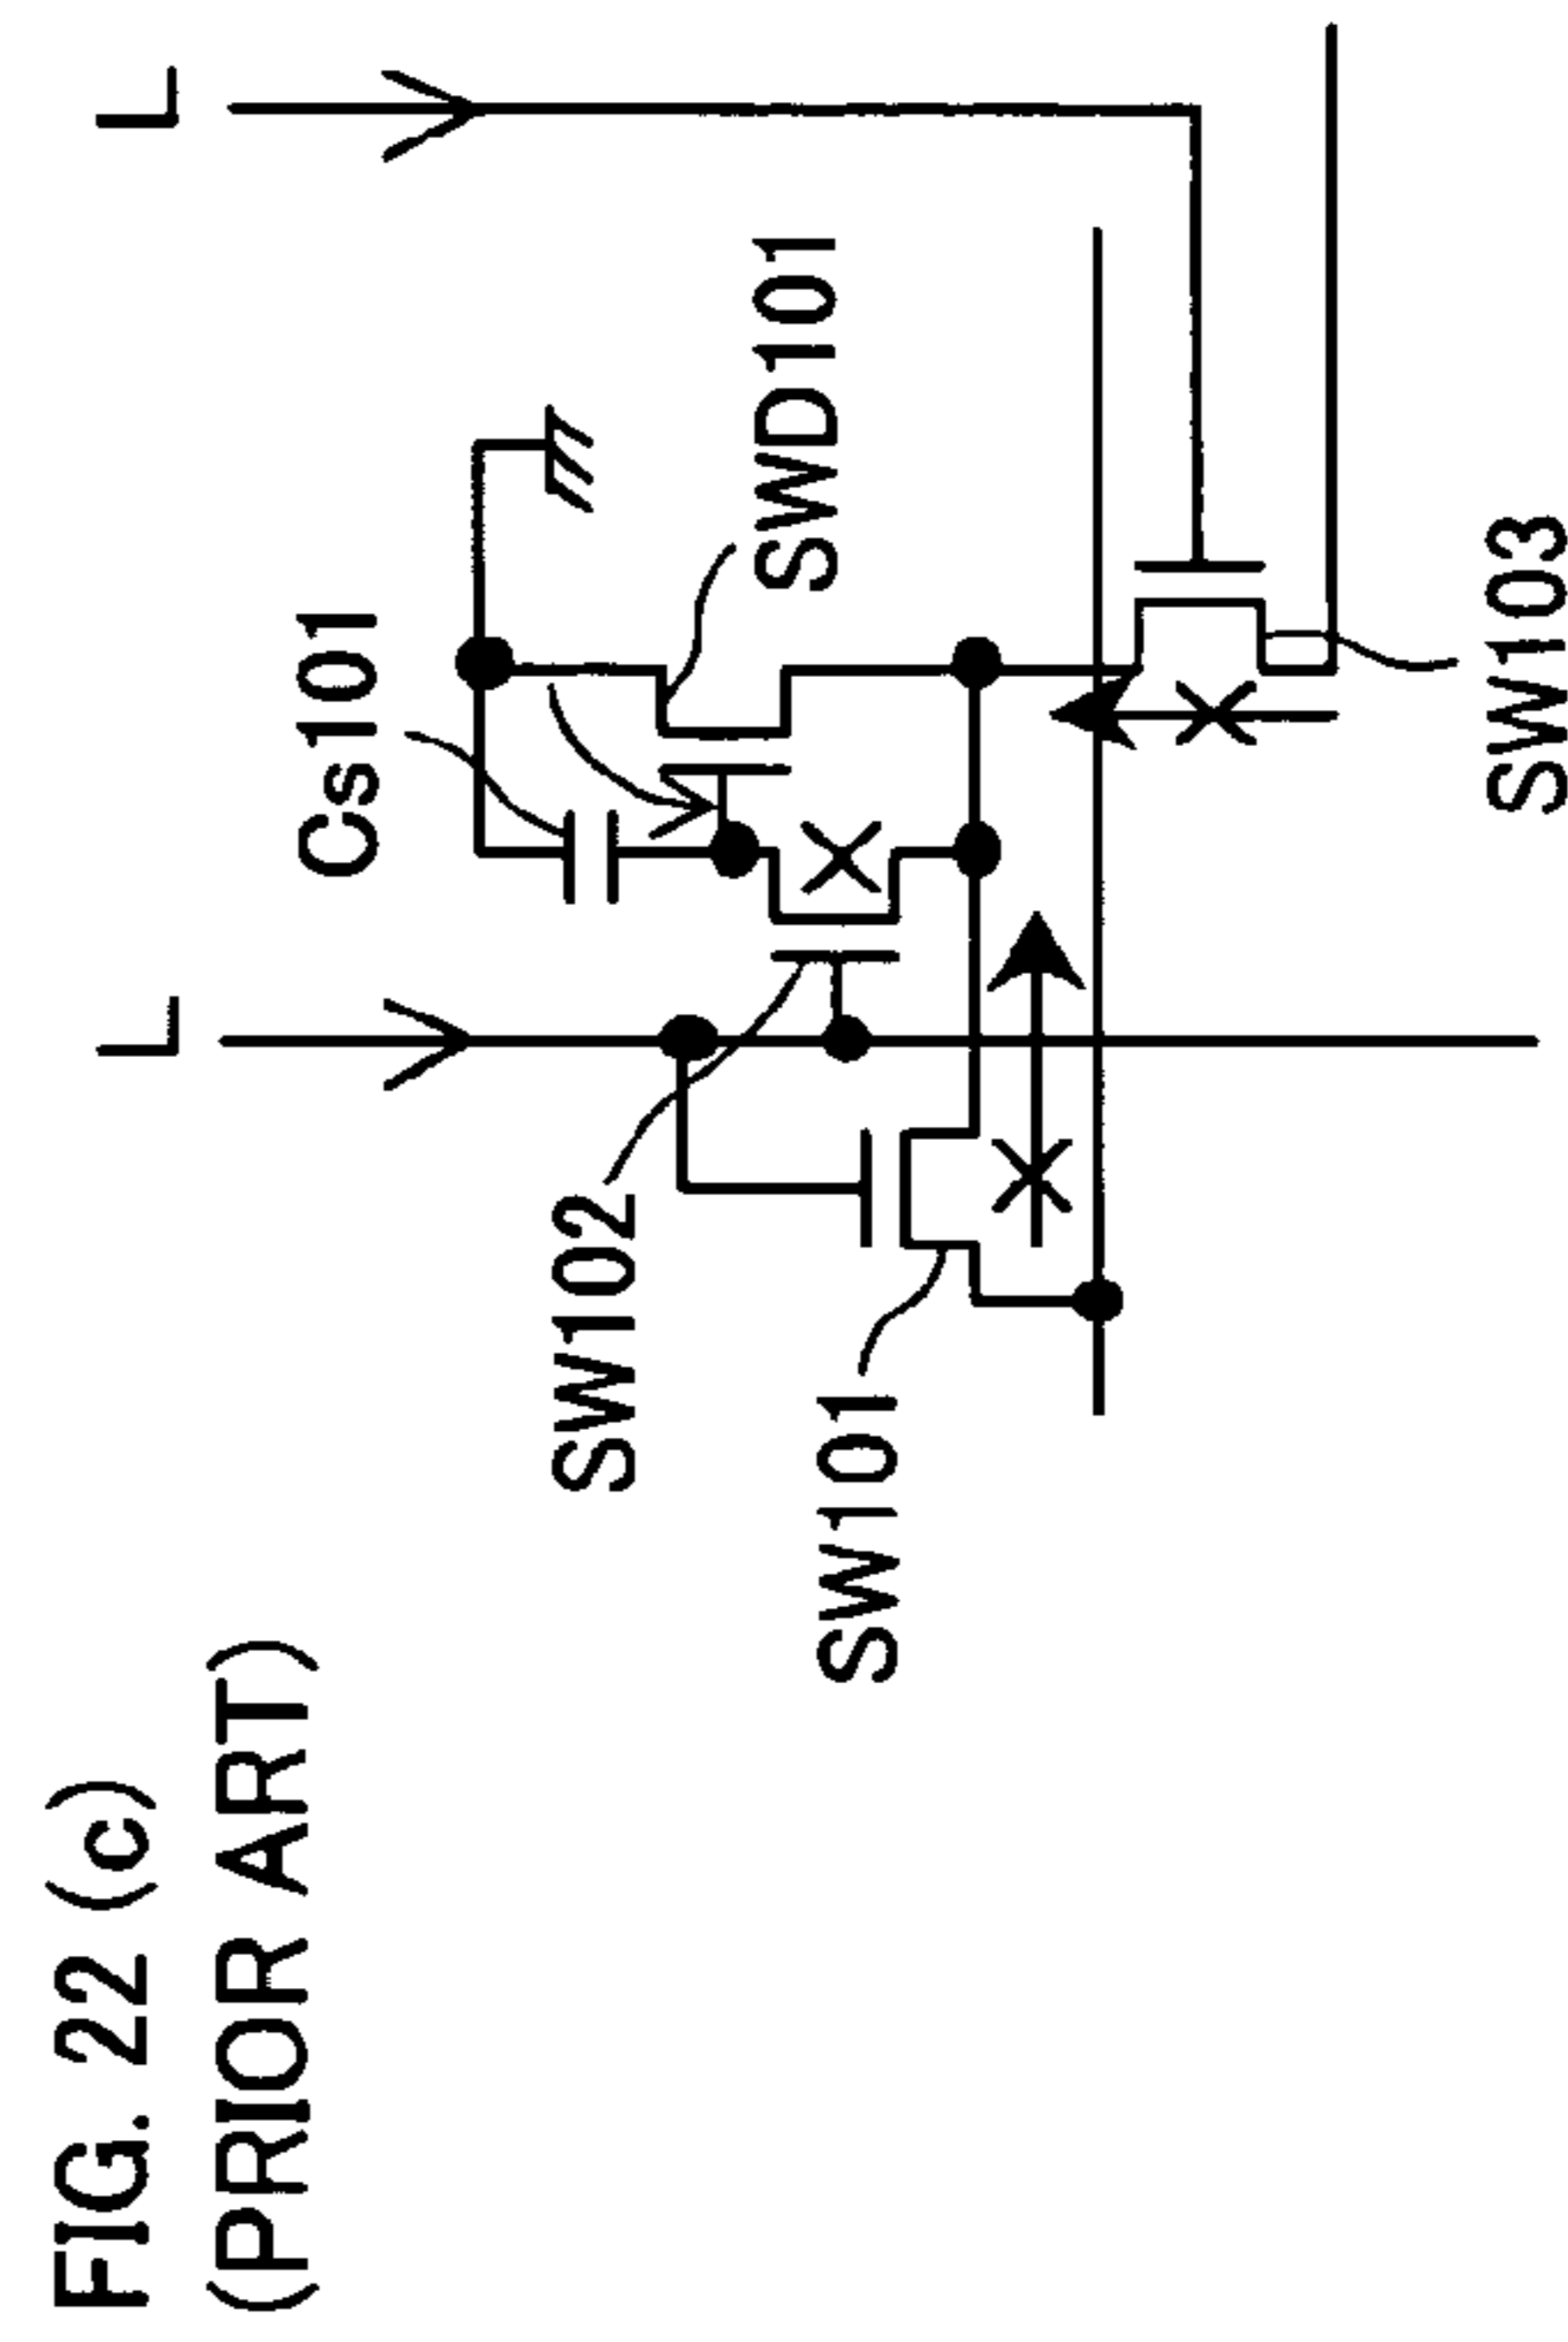 FIG. 22 (c)
(PRIOR ART)
L
L
Cs101
SW102
SWD101
SW101
SW103